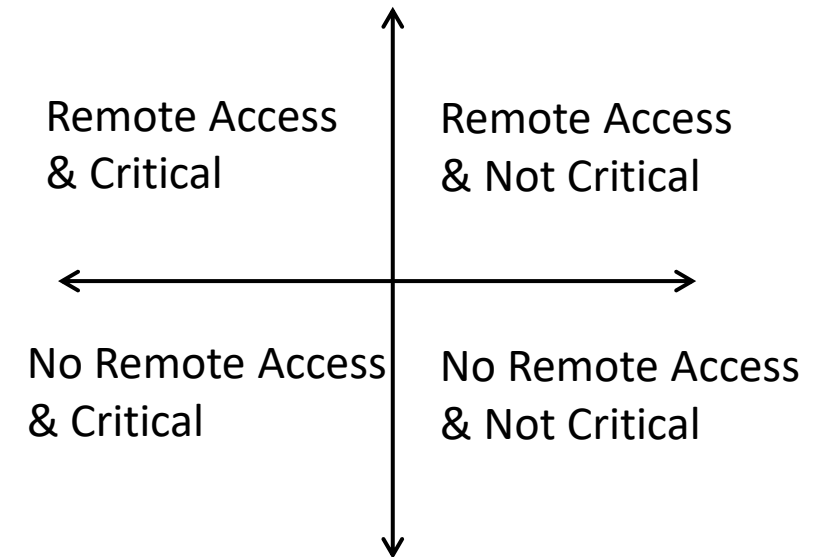 Remote Access
& Critical
Remote Access
& Not Critical
No Remote Access
& Critical
No Remote Access
& Not Critical